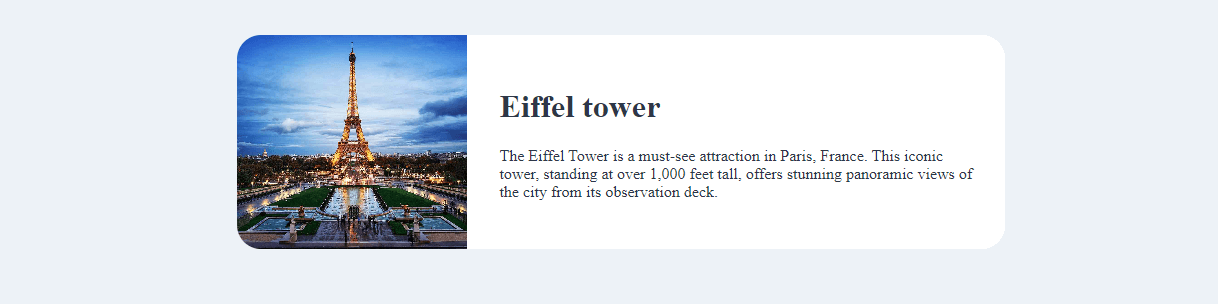 Eiffel tower
The Eiffel Tower is a must-see attraction in Paris, France. This iconic
tower, standing at over 1,000 feet tall, offers stunning panoramic views of
the city from its observation deck.